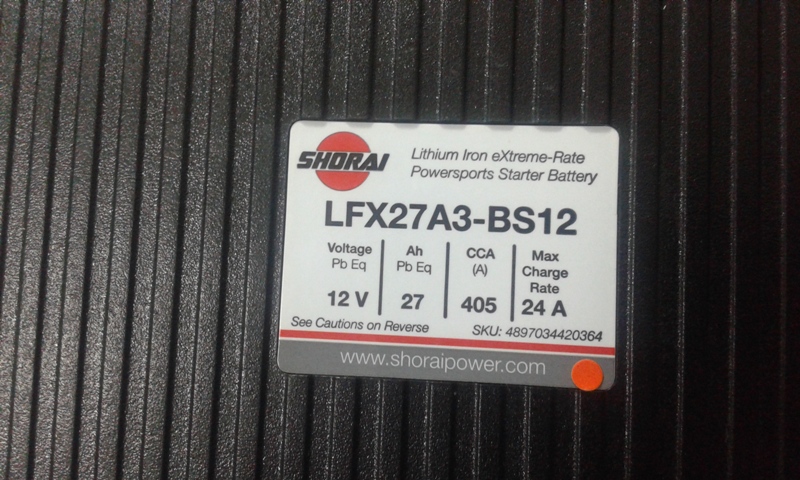 SHORAI
Lithium Iron eXtreme-Rate
Powersports Starter Battery
LFX27A3-BS12
Voltage
Pb Eq
12 V
Ah
Pb Eq
27
CCA
(A)
405
Max
Charge
Rate
24 A
See Cautions on Reverse
SKU: 4897034420364
www.shoraipower.com